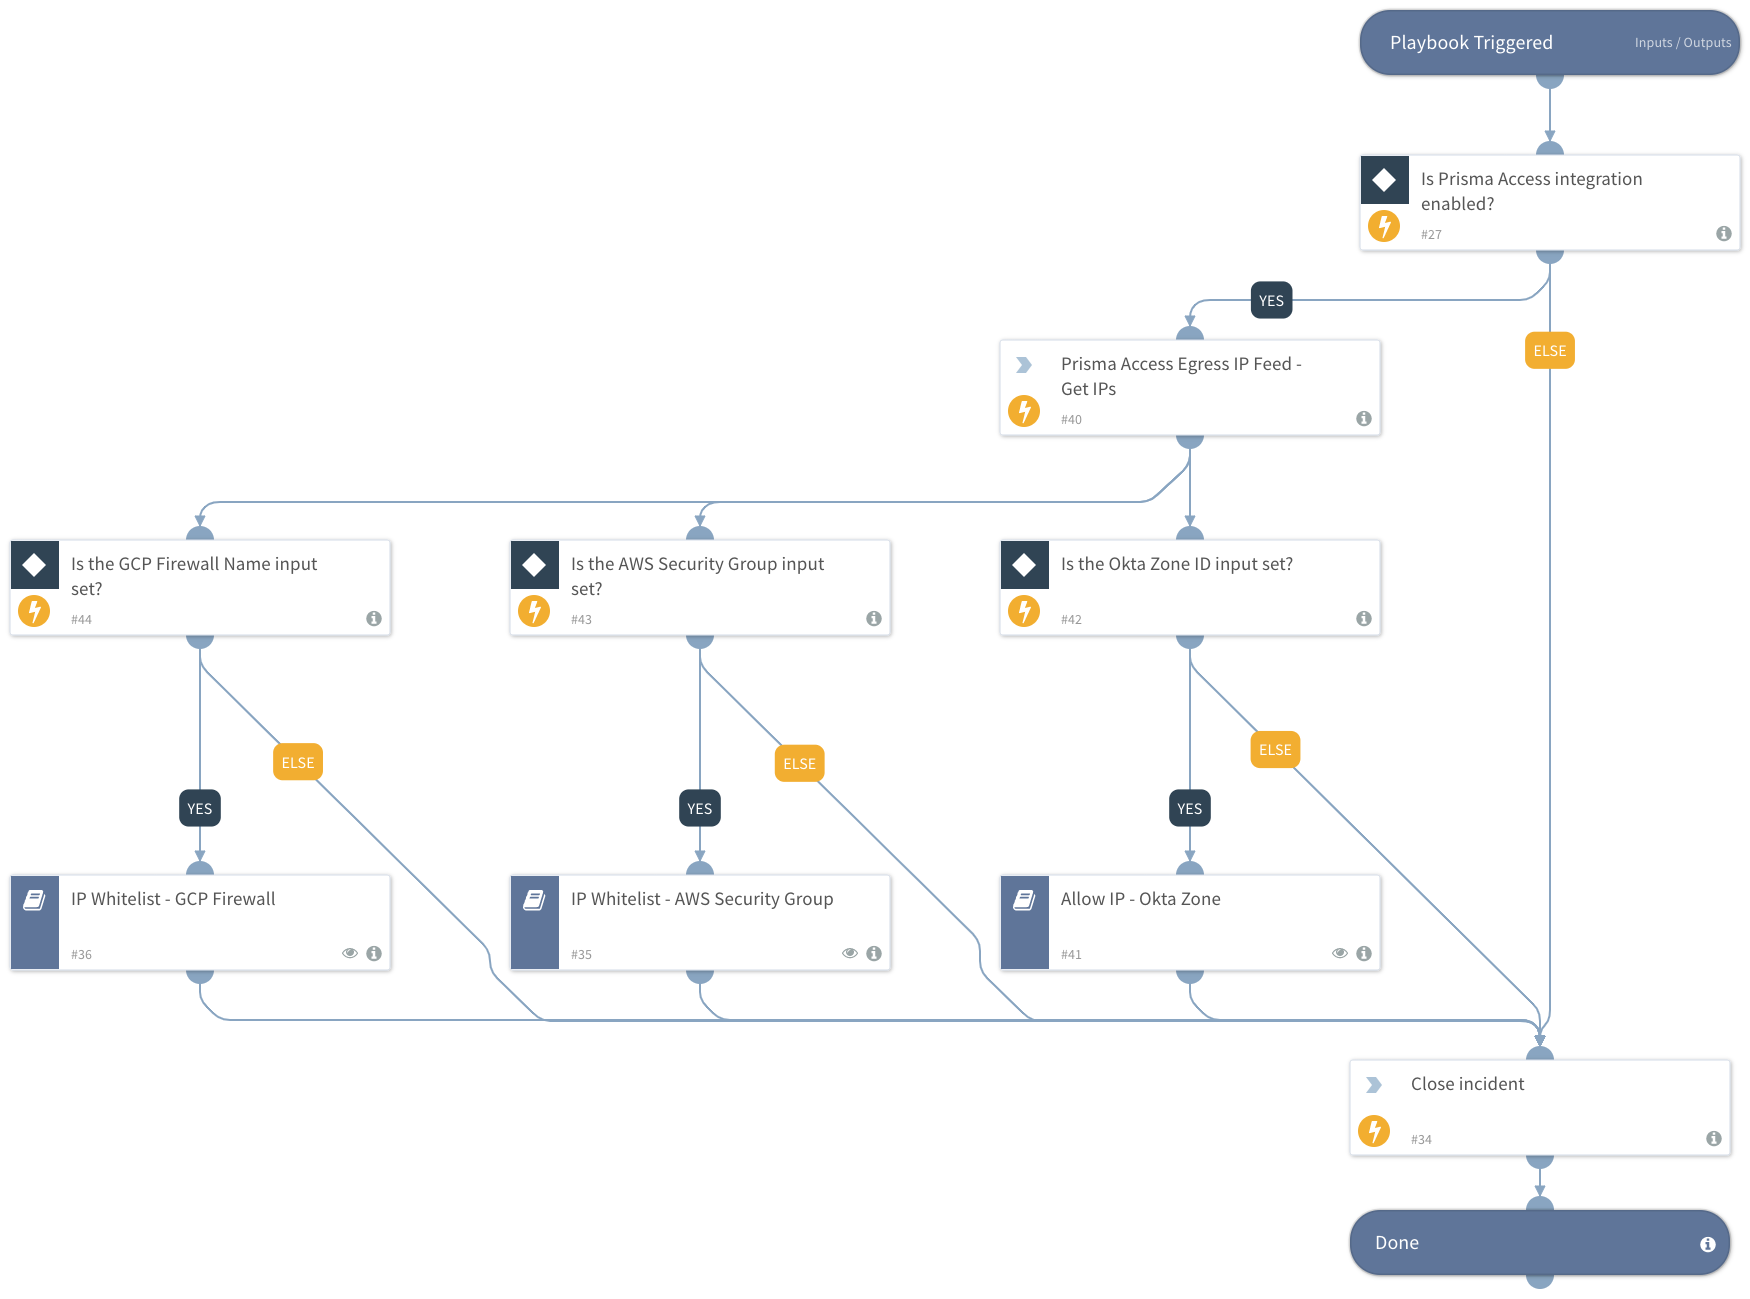 Playbook Triggered
Inputs / Outputs
Is Prisma Access integration
enabled?
#27
YES
ELSE
Prisma Access Egress IP Feed -
Get IPs
#40
Is the GCP Firewall Name input
set?
#44
Is the AWS Security Group input
set?
#43
Is the Okta Zone ID input set?
#42
ELSE
ELSE
ELSE
YES
YES
YES
IP Whitelist - GCP Firewall
#36
IP Whitelist - AWS Security Group
#35
Allow IP - Okta Zone
#41
Close incident
#34
Done